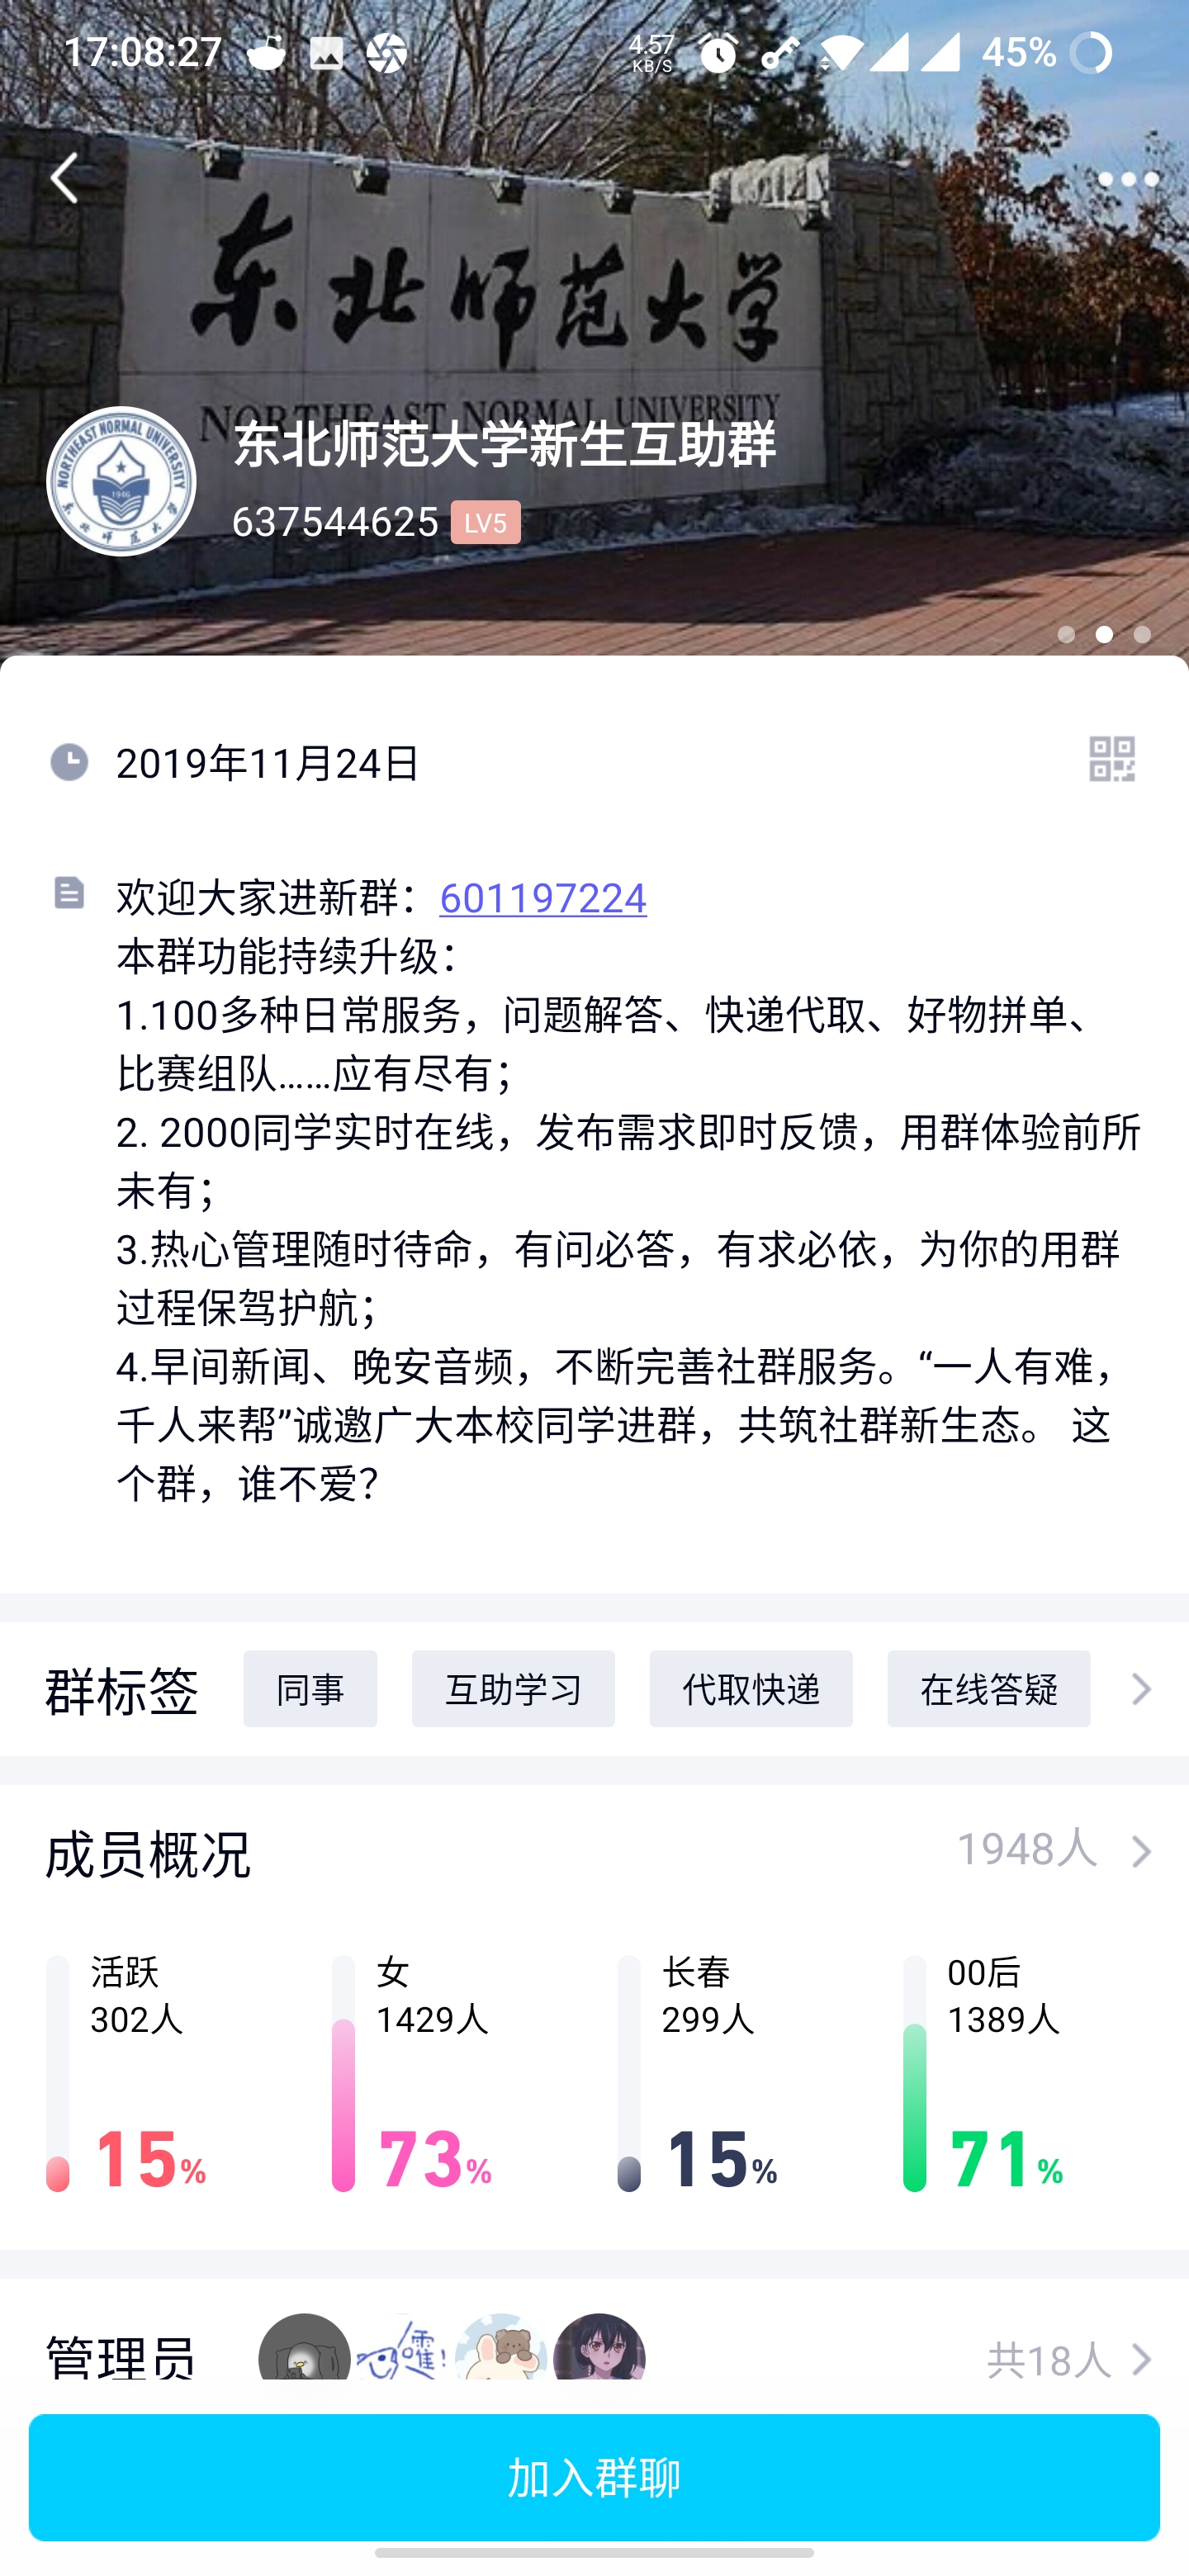 17:08:27
4.57
KB/S
45%
东北师范大学
NORTHEAST NORMAL UNIVERSITY
NORTHEAST NORMAL UNIVERSITY
1946
东北师范大学
东北师范大学新生互助群
637544625 LV5
2019年11月24日
欢迎大家进新群：601197224
本群功能持续升级：
1.100多种日常服务，问题解答、快递代取、好物拼单、
比赛组队……应有尽有；
2. 2000同学实时在线，发布需求即时反馈，用群体验前所
未有；
3.热心管理随时待命，有问必答，有求必依，为你的用群
过程保驾护航；
4.早间新闻、晚安音频，不断完善社群服务。“一人有难，
千人来帮”诚邀广大本校同学进群，共筑社群新生态。 这
个群，谁不爱？
群标签 同事 互助学习 代取快递 在线答疑
成员概况 1948人
活跃 女 长春 00后
302人 1429人 299人 1389人
15% 73% 15% 71%
管理员 共18人
加入群聊